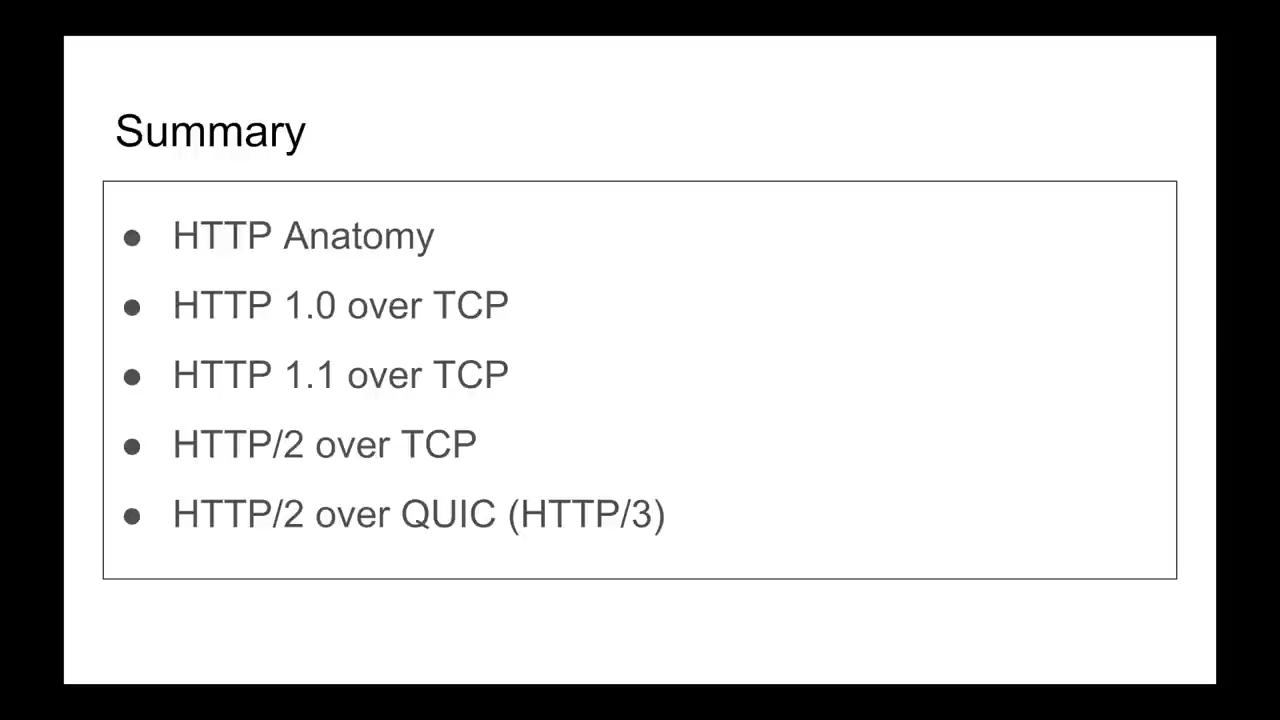 Summary
● HTTP Anatomy
● HTTP 1.0 over TCP
● HTTP 1.1 over TCP
● HTTP/2 over TCP
● HTTP/2 over QUIC (HTTP/3)